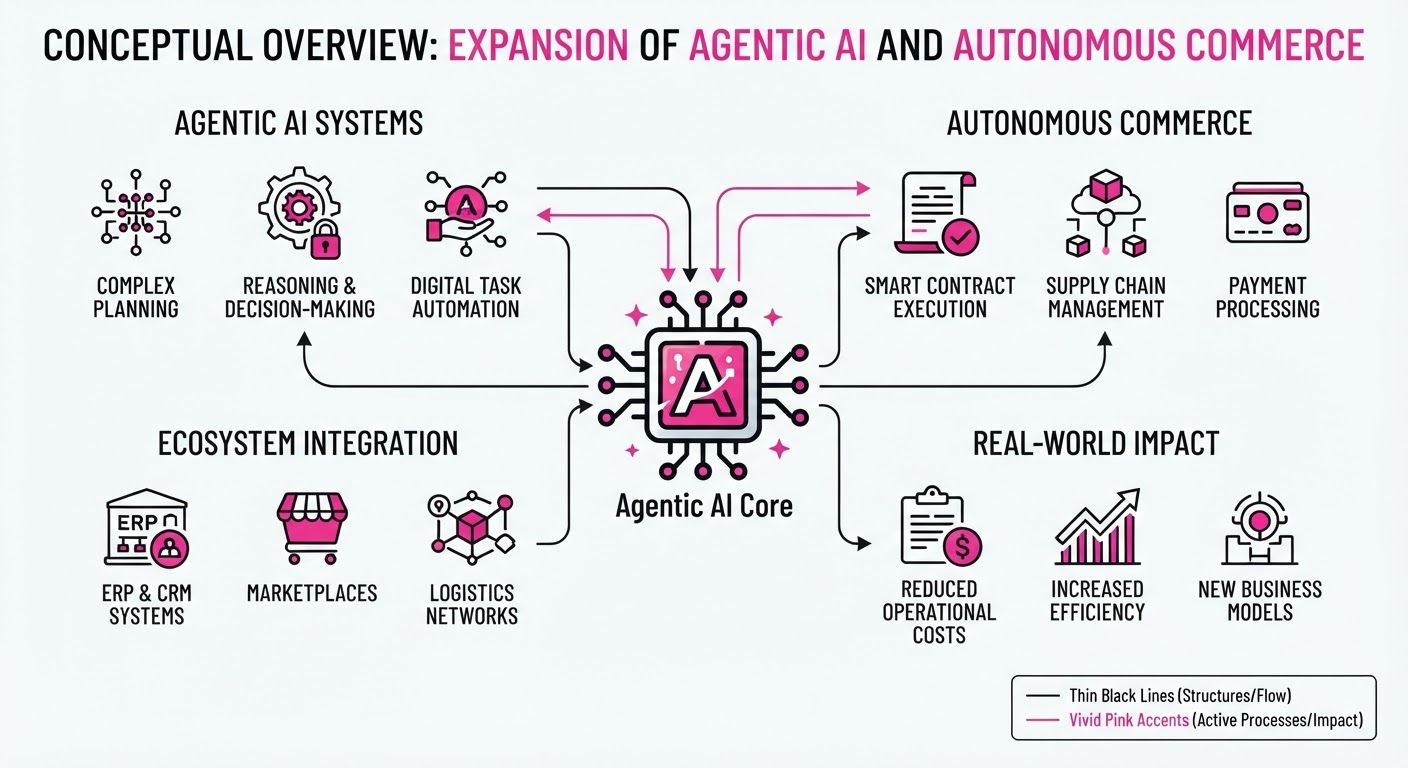 CONCEPTUAL OVERVIEW: EXPANSION OF AGENTIC AI AND AUTONOMOUS COMMERCE
AGENTIC AI SYSTEMS
A
COMPLEX
PLANNING
REASONING &
DECISION-MAKING
DIGITAL TASK
AUTOMATION
AUTONOMOUS COMMERCE
SMART CONTRACT
EXECUTION
SUPPLY CHAIN
MANAGEMENT
PAYMENT
PROCESSING
A
Agentic AI Core
ECOSYSTEM INTEGRATION
ERP
ERP & CRM
SYSTEMS
MARKETPLACES
LOGISTICS
NETWORKS
REAL-WORLD IMPACT
$
REDUCED
OPERATIONAL
COSTS
INCREASED
EFFICIENCY
NEW BUSINESS
MODELS
Thin Black Lines (Structures/Flow)
Vivid Pink Accents (Active Processes/Impact)